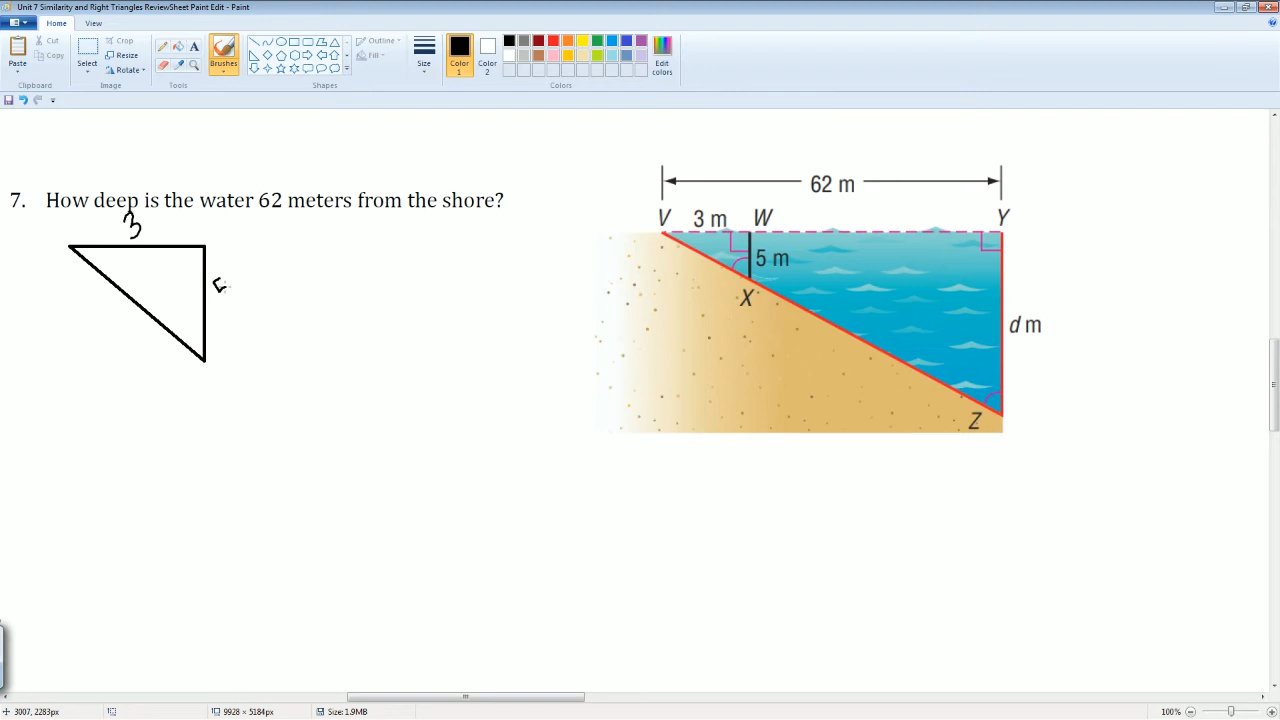 Unit 7 Similarity and Right Triangles ReviewSheet Paint Edit - Paint
Home View
Paste
Cut
Copy
Clipboard
Select
Crop
Resize
Rotate
Image
A
Tools
Brushes
Shapes
Outline
Fill
Size
Color 1
Color 2
Edit colors
Colors
7. How deep is the water 62 meters from the shore?
3
62 m
V 3 m W Y
5 m
X
d m
Z
3007, 2283px
9928 × 5184px
Size: 1.9MB
100%